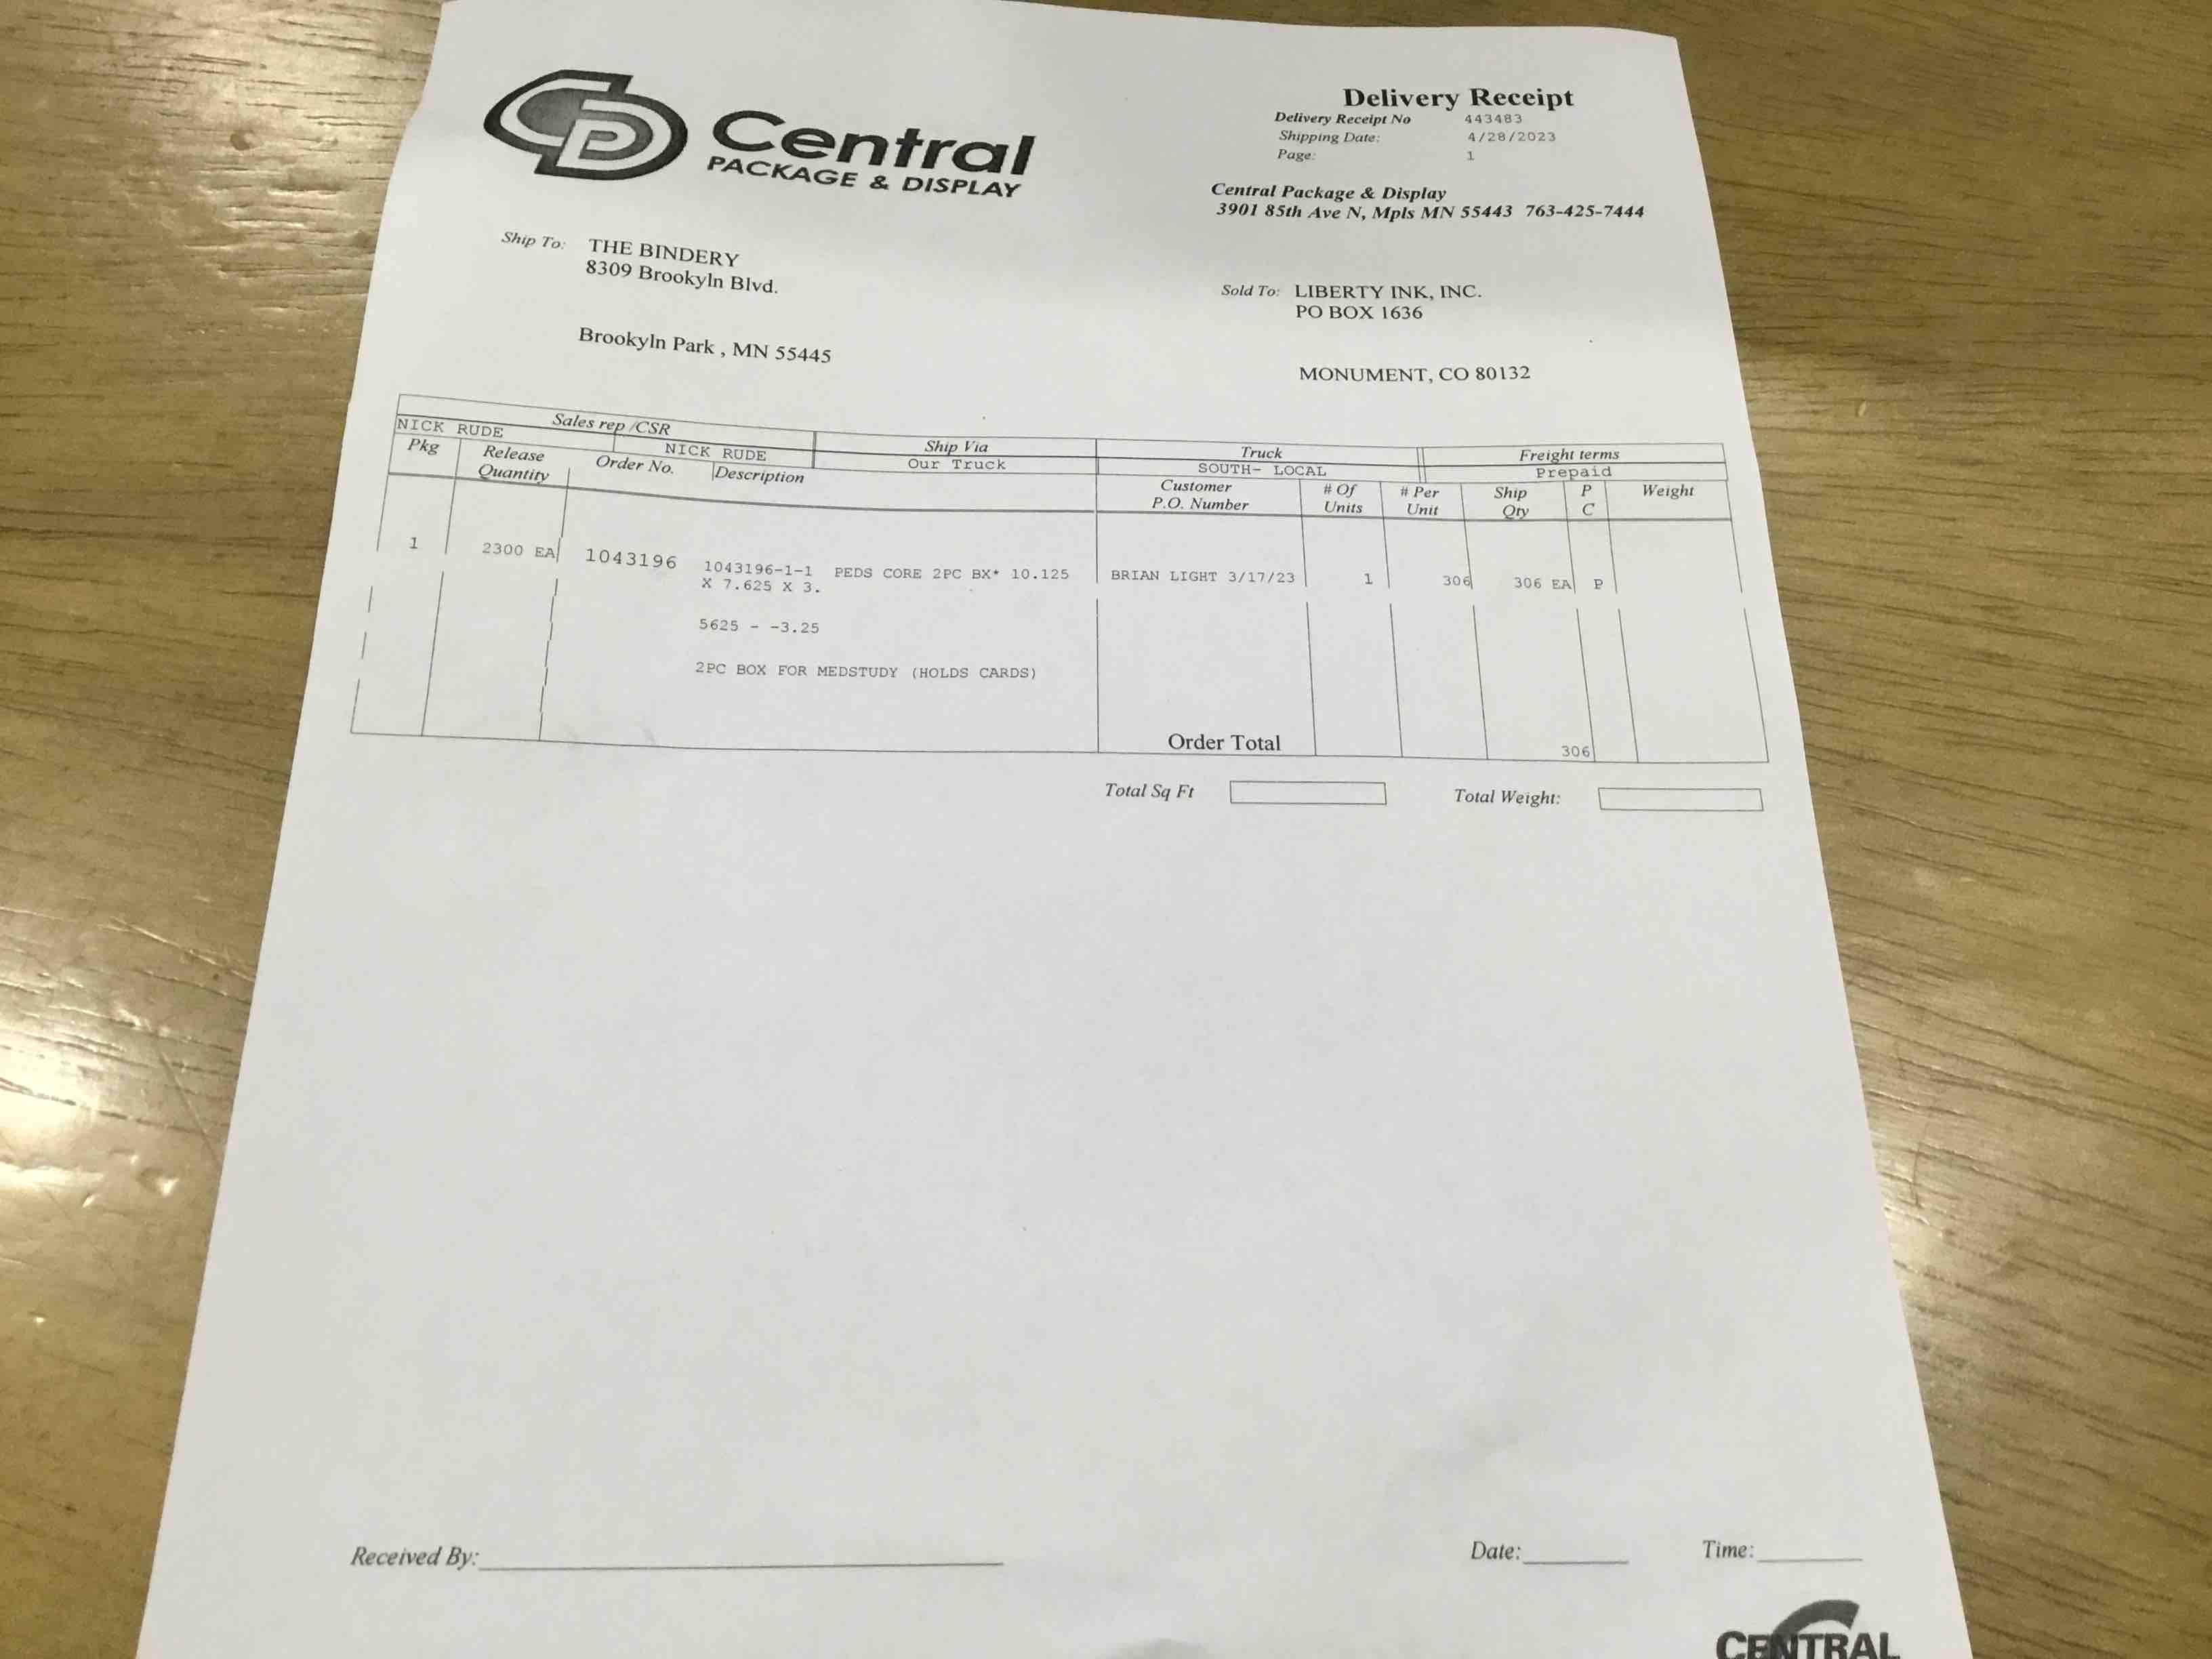 CPD Central
PACKAGE & DISPLAY
Delivery Receipt
Delivery Receipt No 443483
Shipping Date: 4/28/2023
Page: 1
Central Package & Display
3901 85th Ave N, Mpls MN 55443 763-425-7444
Ship To: THE BINDERY
8309 Brookyln Blvd.
Brookyln Park , MN 55445
Sold To: LIBERTY INK, INC.
PO BOX 1636
MONUMENT, CO 80132
Sales rep /CSR Ship Via Truck Freight terms
NICK RUDE NICK RUDE Our Truck SOUTH- LOCAL Prepaid
Pkg Release Quantity Order No. Description Customer P.O. Number # Of Units # Per Unit Ship Qty P C Weight
1 2300 EA 1043196 1043196-1-1 PEDS CORE 2PC BX* 10.125 BRIAN LIGHT 3/17/23 1 306 306 EA P
X 7.625 X 3.
5625 - -3.25
2PC BOX FOR MEDSTUDY (HOLDS CARDS)
Order Total 306
Total Sq Ft Total Weight:
Received By: Date: Time:
CENTRAL